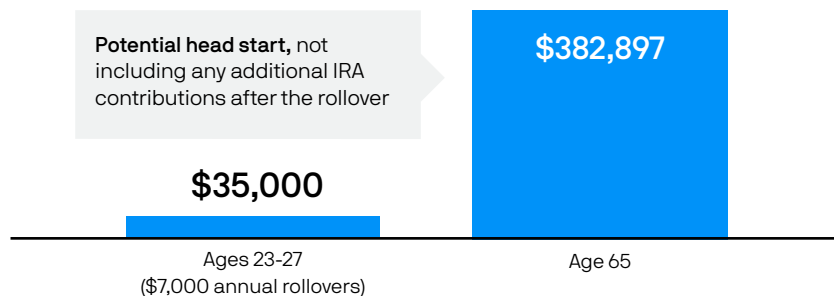 Potential head start, not
including any additional IRA
contributions after the rollover
$382,897
$35,000
Ages 23-27
($7,000 annual rollovers)
Age 65